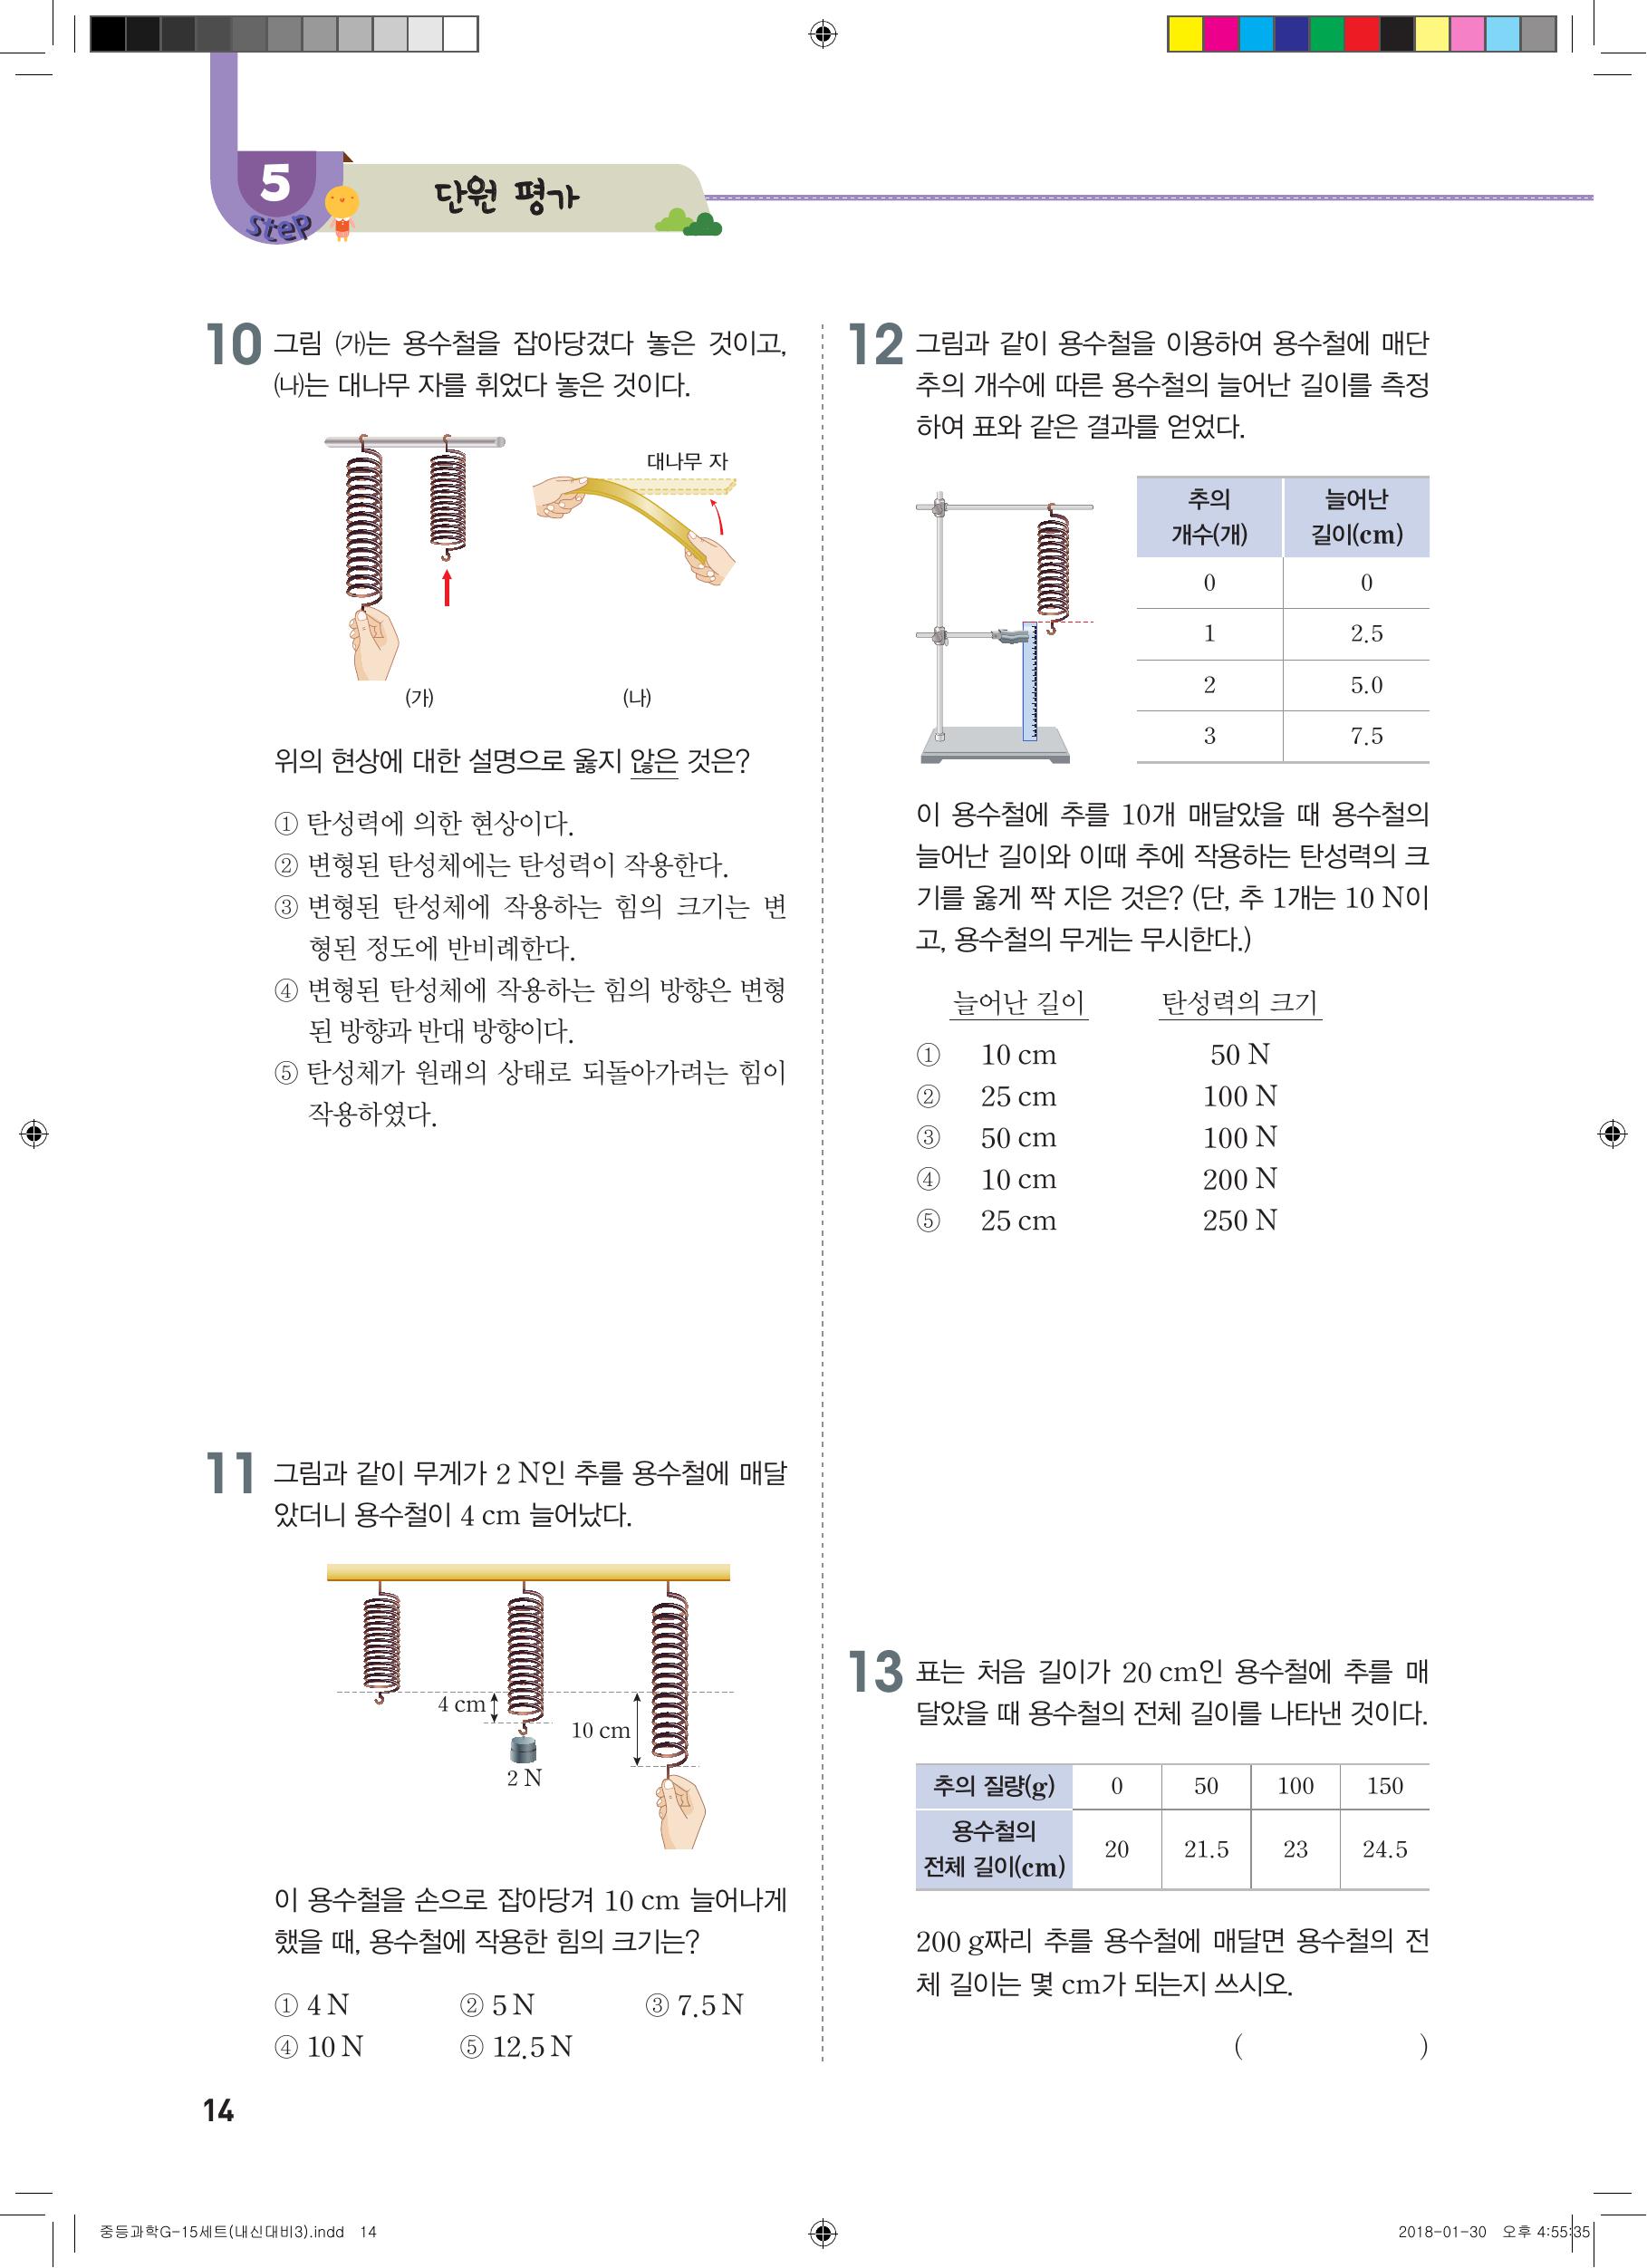 5
Step
단원 평가
10 그림 ㈎는 용수철을 잡아당겼다 놓은 것이고,
㈏는 대나무 자를 휘었다 놓은 것이다.
대나무 자
(가)
(나)
위의 현상에 대한 설명으로 옳지 않은 것은?
① 탄성력에 의한 현상이다.
② 변형된 탄성체에는 탄성력이 작용한다.
③ 변형된 탄성체에 작용하는 힘의 크기는 변
형된 정도에 반비례한다.
④ 변형된 탄성체에 작용하는 힘의 방향은 변형
된 방향과 반대 방향이다.
⑤ 탄성체가 원래의 상태로 되돌아가려는 힘이
작용하였다.
11 그림과 같이 무게가 2 N인 추를 용수철에 매달
았더니 용수철이 4 cm 늘어났다.
4 cm
10 cm
2 N
이 용수철을 손으로 잡아당겨 10 cm 늘어나게
했을 때, 용수철에 작용한 힘의 크기는?
① 4 N ② 5 N ③ 7.5 N
④ 10 N ⑤ 12.5 N
12 그림과 같이 용수철을 이용하여 용수철에 매단
추의 개수에 따른 용수철의 늘어난 길이를 측정
하여 표와 같은 결과를 얻었다.
추의 늘어난
개수(개) 길이(cm)
0 0
1 2.5
2 5.0
3 7.5
이 용수철에 추를 10개 매달았을 때 용수철의
늘어난 길이와 이때 추에 작용하는 탄성력의 크
기를 옳게 짝 지은 것은? (단, 추 1개는 10 N이
고, 용수철의 무게는 무시한다.)
늘어난 길이 탄성력의 크기
① 10 cm 50 N
② 25 cm 100 N
③ 50 cm 100 N
④ 10 cm 200 N
⑤ 25 cm 250 N
13 표는 처음 길이가 20 cm인 용수철에 추를 매
달았을 때 용수철의 전체 길이를 나타낸 것이다.
추의 질량(g) 0 50 100 150
용수철의
전체 길이(cm) 20 21.5 23 24.5
200 g짜리 추를 용수철에 매달면 용수철의 전
체 길이는 몇 cm가 되는지 쓰시오.
( )
14
중등과학G-15세트(내신대비3).indd 14
2018-01-30 오후 4:55:35